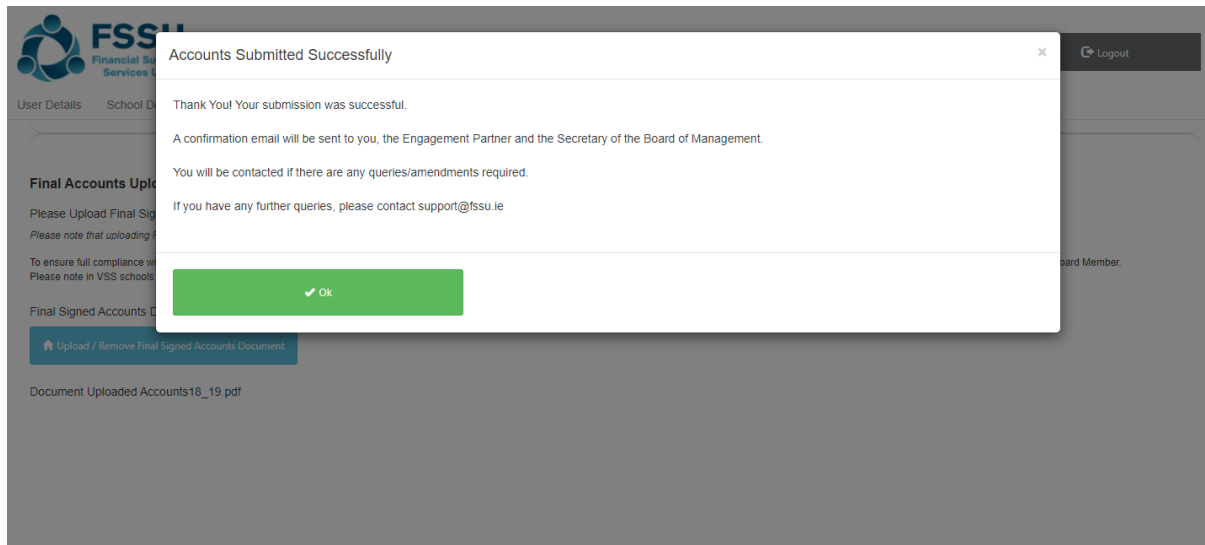 FSSU
Financial Su
Services U
Accounts Submitted Successfully
×
Logout
User Details School D
Thank You! Your submission was successful.
A confirmation email will be sent to you, the Engagement Partner and the Secretary of the Board of Management.
You will be contacted if there are any queries/amendments required.
If you have any further queries, please contact support@fssu.ie
Ok
Final Accounts Uplo
Please Upload Final Sig
Please note that uploading
To ensure full compliance w
oard Member.
Please note in VSS schools
Final Signed Accounts D
Upload / Remove Final Signed Accounts Document
Document Uploaded Accounts18_19.pdf